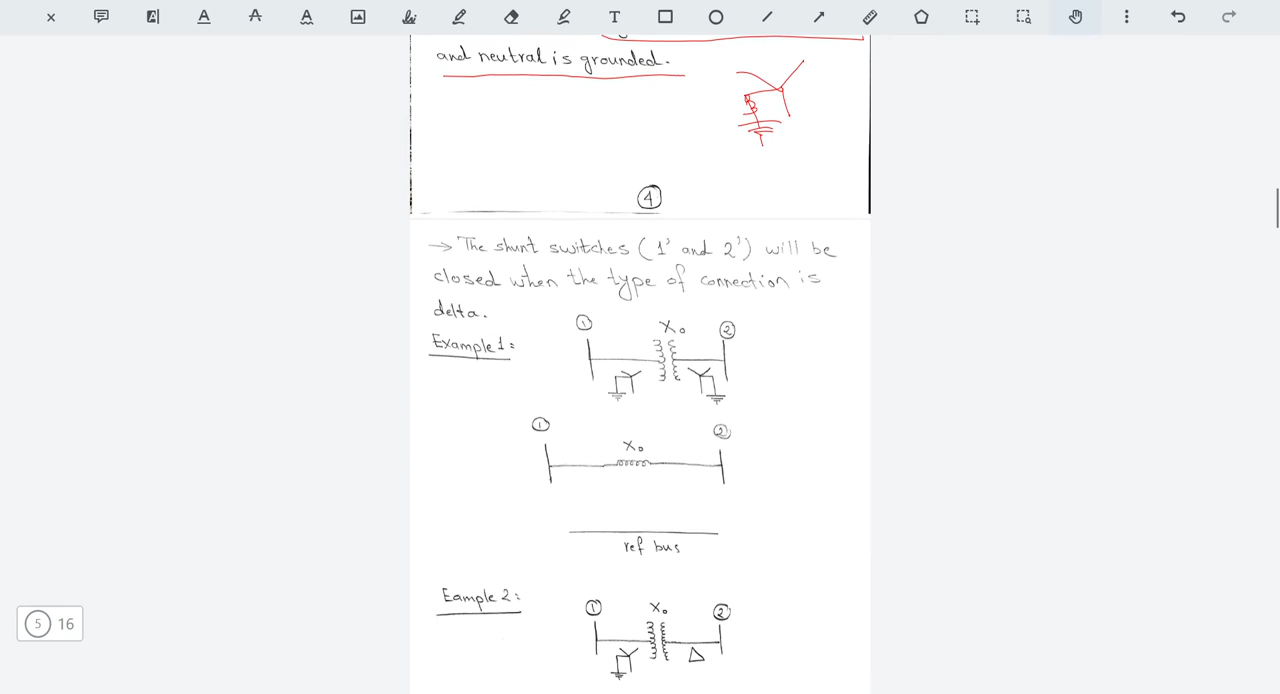 T
and neutral is grounded.
4
→ The shunt switches (1' and 2') will be
closed when the type of connection is
delta.
Example 1:
1 X₀ 2
1 2
X₀
ref bus
Eample 2:
1 X₀ 2
Δ
5 16